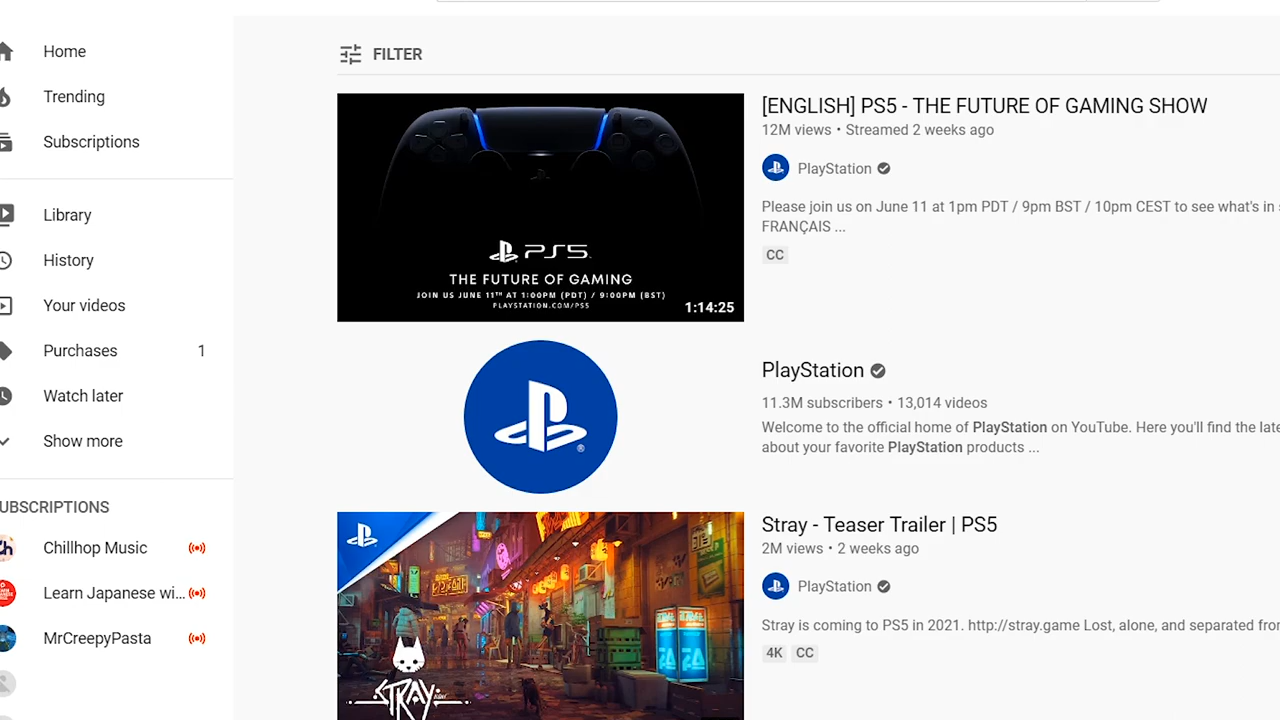 Home
Trending
Subscriptions
Library
History
Your videos
Purchases 1
Watch later
Show more
UBSCRIPTIONS
Chillhop Music
Learn Japanese wi...
MrCreepyPasta
FILTER
PS5
THE FUTURE OF GAMING
JOIN US JUNE 11TH AT 1:00PM (PDT) / 9:00PM (BST)
PLAYSTATION.COM/PS5
1:14:25
[ENGLISH] PS5 - THE FUTURE OF GAMING SHOW
12M views • Streamed 2 weeks ago
PlayStation
Please join us on June 11 at 1pm PDT / 9pm BST / 10pm CEST to see what's in
FRANÇAIS ...
CC
PlayStation
11.3M subscribers • 13,014 videos
Welcome to the official home of PlayStation on YouTube. Here you'll find the late
about your favorite PlayStation products ...
STRAY
Stray - Teaser Trailer | PS5
2M views • 2 weeks ago
PlayStation
Stray is coming to PS5 in 2021. http://stray.game Lost, alone, and separated from
4K CC